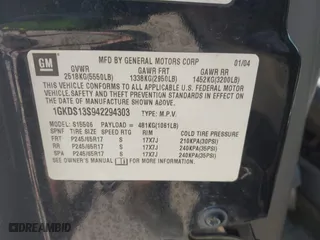 GM
MFD BY GENERAL MOTORS CORP 01/04
GVWR GAWR FRT GAWR RR
2518KG(5550LB) 1338KG(2950LB) 1452KG(3200LB)
THIS VEHICLE CONFORMS TO ALL APPLICABLE U.S. FEDERAL MOTOR
VEHICLE SAFETY AND THEFT PREVENTION STANDARDS IN EFFECT ON
THE DATE OF MANUFACTURE SHOWN ABOVE.
1GKDS13S942294303 TYPE: M.P.V.
MODEL: PAYLOAD = 481KG(1061LB)
TIRE SIZE SPEED RTG RIM COLD TIRE PRESSURE
FRT P245/65R17 S 17X7J 210KPA(30PSI)
RR P245/65R17 S 17X7J 240KPA(35PSI)
SPA P245/65R17 S 17X7J 240KPA(35PSI)
SEE OWNER'S MANUAL FOR
A AutoBidMaster